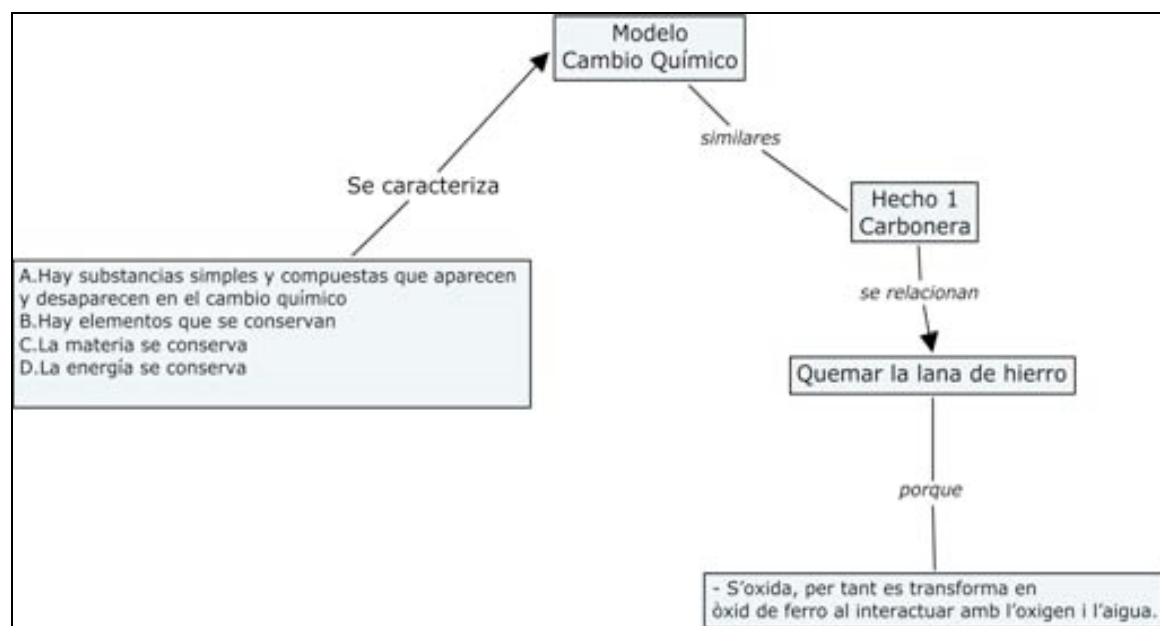 Modelo
Cambio Químico
similares
Se caracteriza
Hecho 1
Carbonera
se relacionan
A.Hay substancias simples y compuestas que aparecen
y desaparecen en el cambio químico
B.Hay elementos que se conservan
C.La materia se conserva
D.La energía se conserva
Quemar la lana de hierro
porque
- S'oxida, per tant es transforma en
òxid de ferro al interactuar amb l'oxigen i l'aigua.